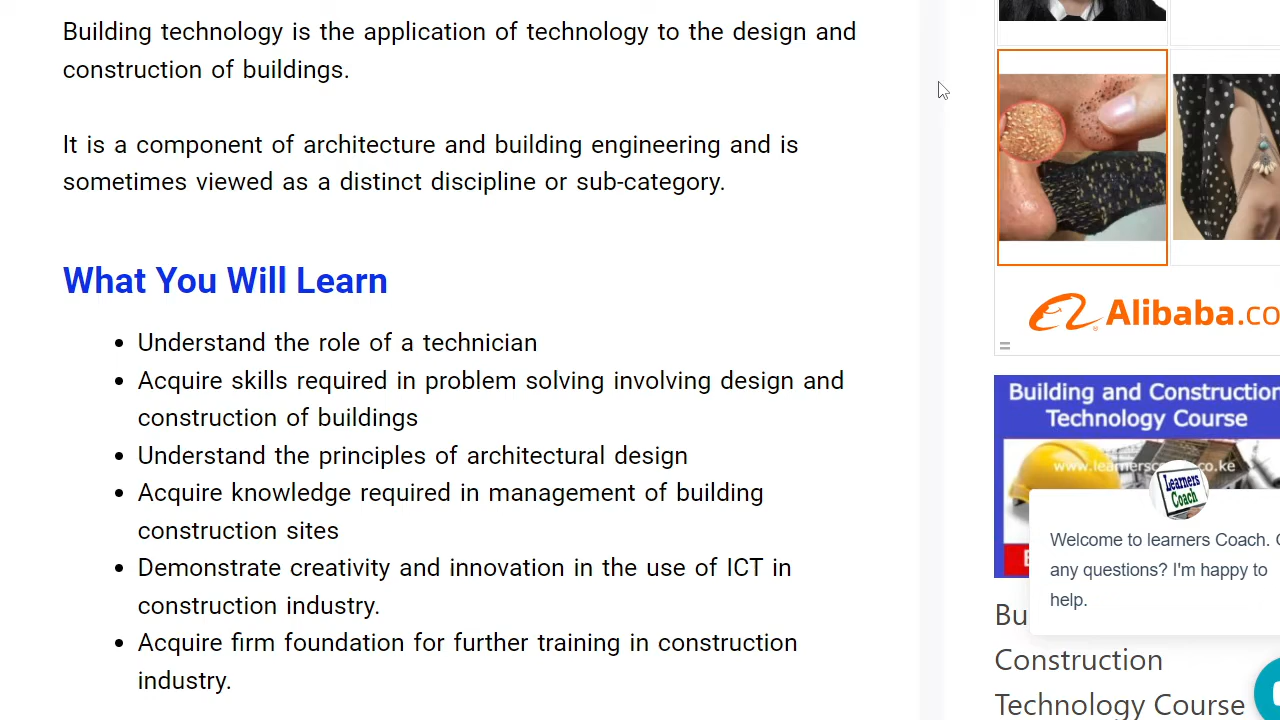 Building technology is the application of technology to the design and
construction of buildings.
It is a component of architecture and building engineering and is
sometimes viewed as a distinct discipline or sub-category.
What You Will Learn
Understand the role of a technician
Acquire skills required in problem solving involving design and
construction of buildings
Understand the principles of architectural design
Acquire knowledge required in management of building
construction sites
Demonstrate creativity and innovation in the use of ICT in
construction industry.
Acquire firm foundation for further training in construction
industry.
Alibaba.co
Building and Construction
Technology Course
Learners
Coach
Welcome to learners Coach.
any questions? I'm happy to
help.
Bu
Construction
Technology Course